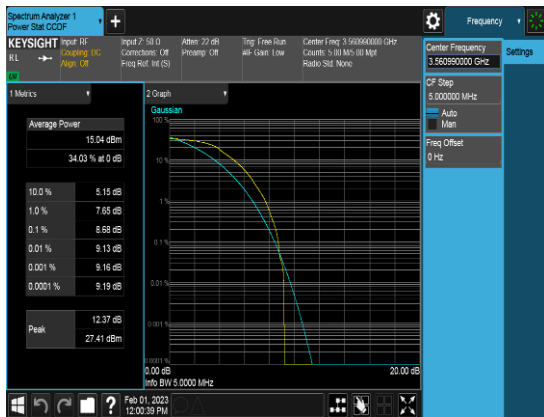 Spectrum Analyzer 1
Power Stat CCDF
+
Frequency
KEYSIGHT
RL
LXI
Input: RF
Coupling: DC
Align: Off
Input Z: 50 Ω
Corrections: Off
Freq Ref: Int (S)
Atten: 22 dB
Preamp: Off
Trig: Free Run
#IF Gain: Low
Center Freq: 3.560990000 GHz
Counts: 5.00 M/5.00 Mpt
Radio Std: None
Center Frequency
3.560990000 GHz
Settings
CF Step
5.000000 MHz
Auto
Man
Freq Offset
0 Hz
1 Metrics
Average Power
15.04 dBm
34.03 % at 0 dB
10.0 % 5.15 dB
1.0 % 7.65 dB
0.1 % 8.68 dB
0.01 % 9.13 dB
0.001 % 9.16 dB
0.0001 % 9.19 dB
Peak
12.37 dB
27.41 dBm
2 Graph
Gaussian
100 %
10 %
1 %
0.1 %
0.01 %
0.001 %
0.0001 %
0.00 dB 20.00 dB
Info BW 5.0000 MHz
?
Feb 01, 2023
12:00:39 PM